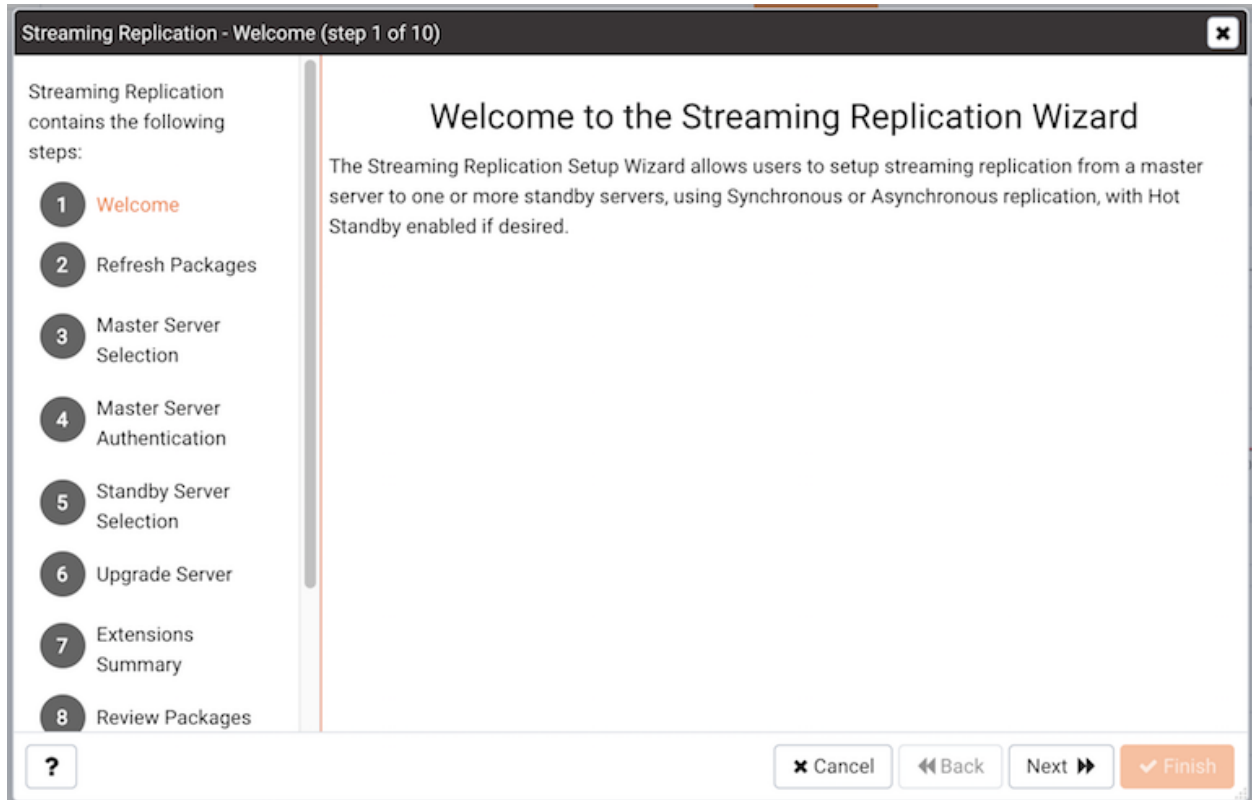 Streaming Replication - Welcome (step 1 of 10)
Streaming Replication
contains the following
steps:
1 Welcome
2 Refresh Packages
3 Master Server
Selection
4 Master Server
Authentication
5 Standby Server
Selection
6 Upgrade Server
7 Extensions
Summary
8 Review Packages
Welcome to the Streaming Replication Wizard
The Streaming Replication Setup Wizard allows users to setup streaming replication from a master
server to one or more standby servers, using Synchronous or Asynchronous replication, with Hot
Standby enabled if desired.
? Cancel Back Next Finish